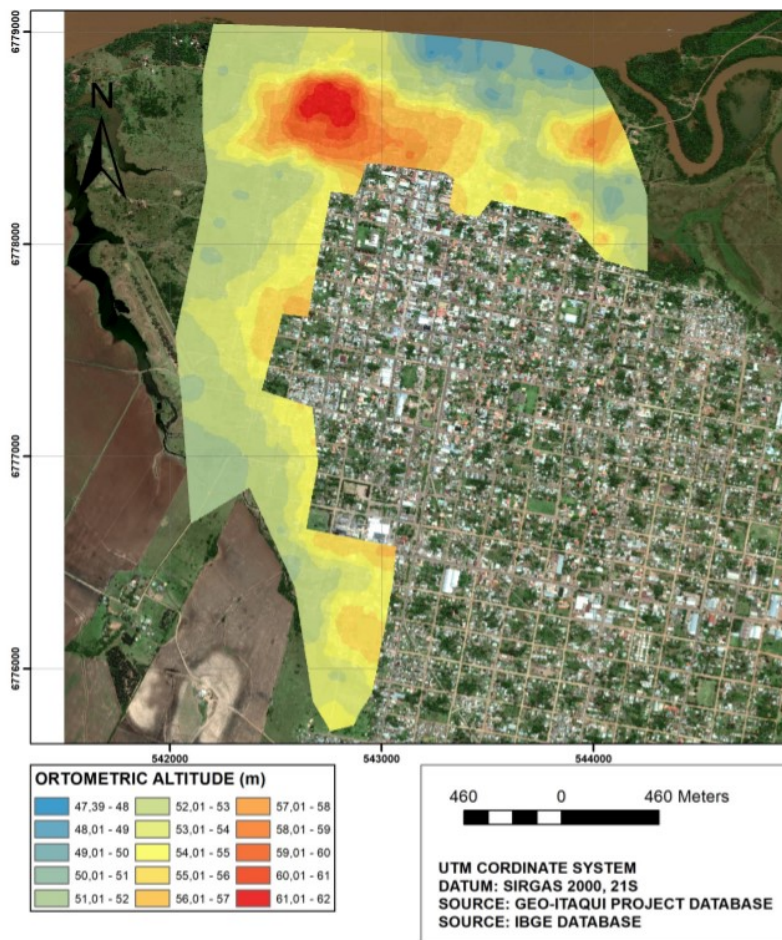 6779000
N
6778000
6777000
6776000
542000 543000 544000
ORTOMETRIC ALTITUDE (m)
47,39 - 48 52,01 - 53 57,01 - 58
48,01 - 49 53,01 - 54 58,01 - 59
49,01 - 50 54,01 - 55 59,01 - 60
50,01 - 51 55,01 - 56 60,01 - 61
51,01 - 52 56,01 - 57 61,01 - 62
460 0 460 Meters
UTM CORDINATE SYSTEM
DATUM: SIRGAS 2000, 21S
SOURCE: GEO-ITAQUI PROJECT DATABASE
SOURCE: IBGE DATABASE